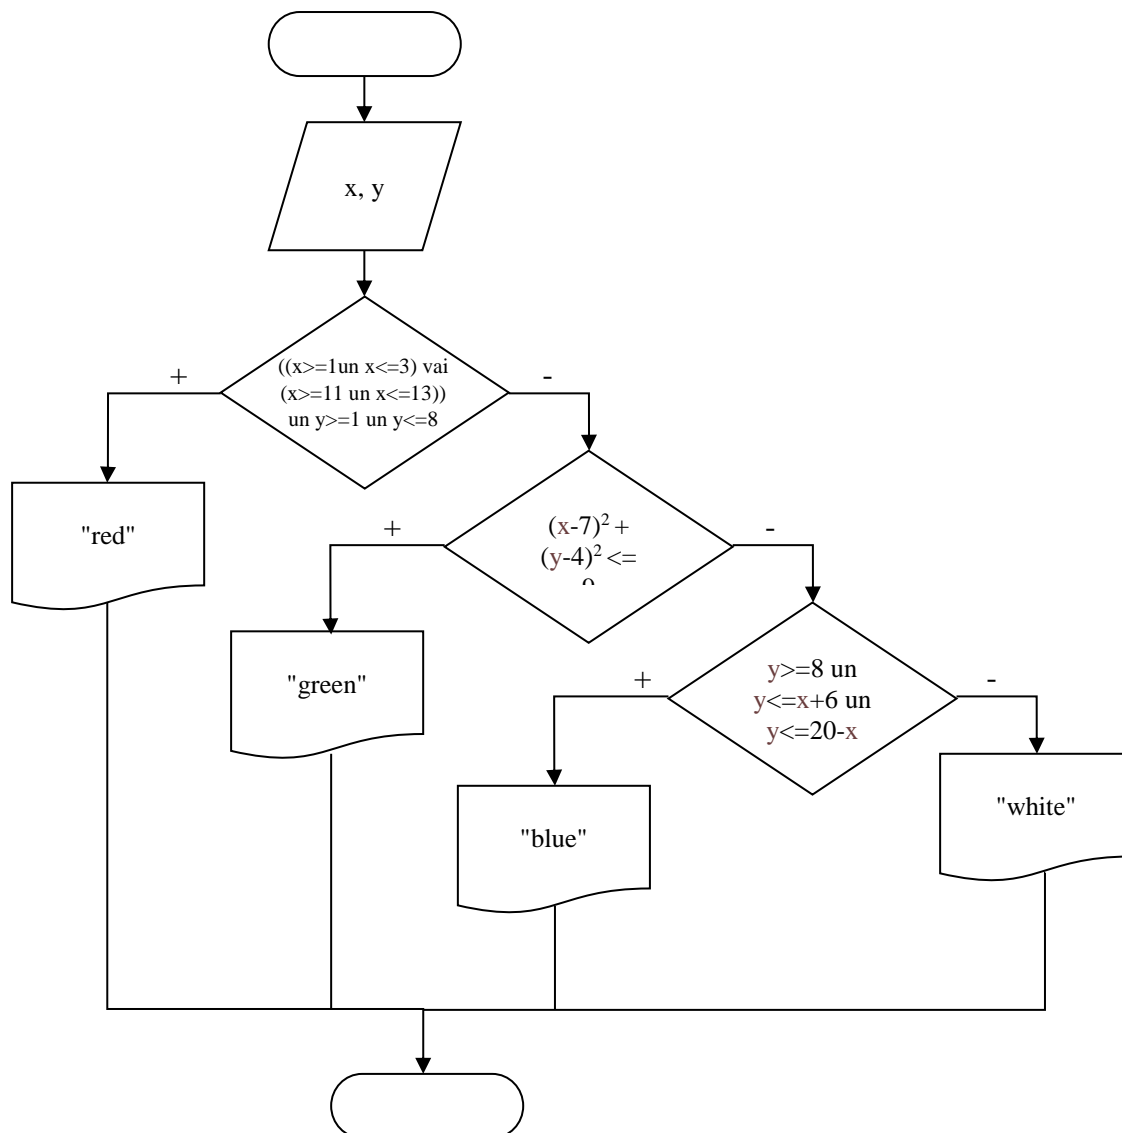 x, y
((x>=1un x<=3) vai
(x>=11 un x<=13))
un y>=1 un y<=8
+
-
"red"
(x-7)² +
(y-4)² <=
+
-
"green"
y>=8 un
y<=x+6 un
y<=20-x
+
-
"blue"
"white"